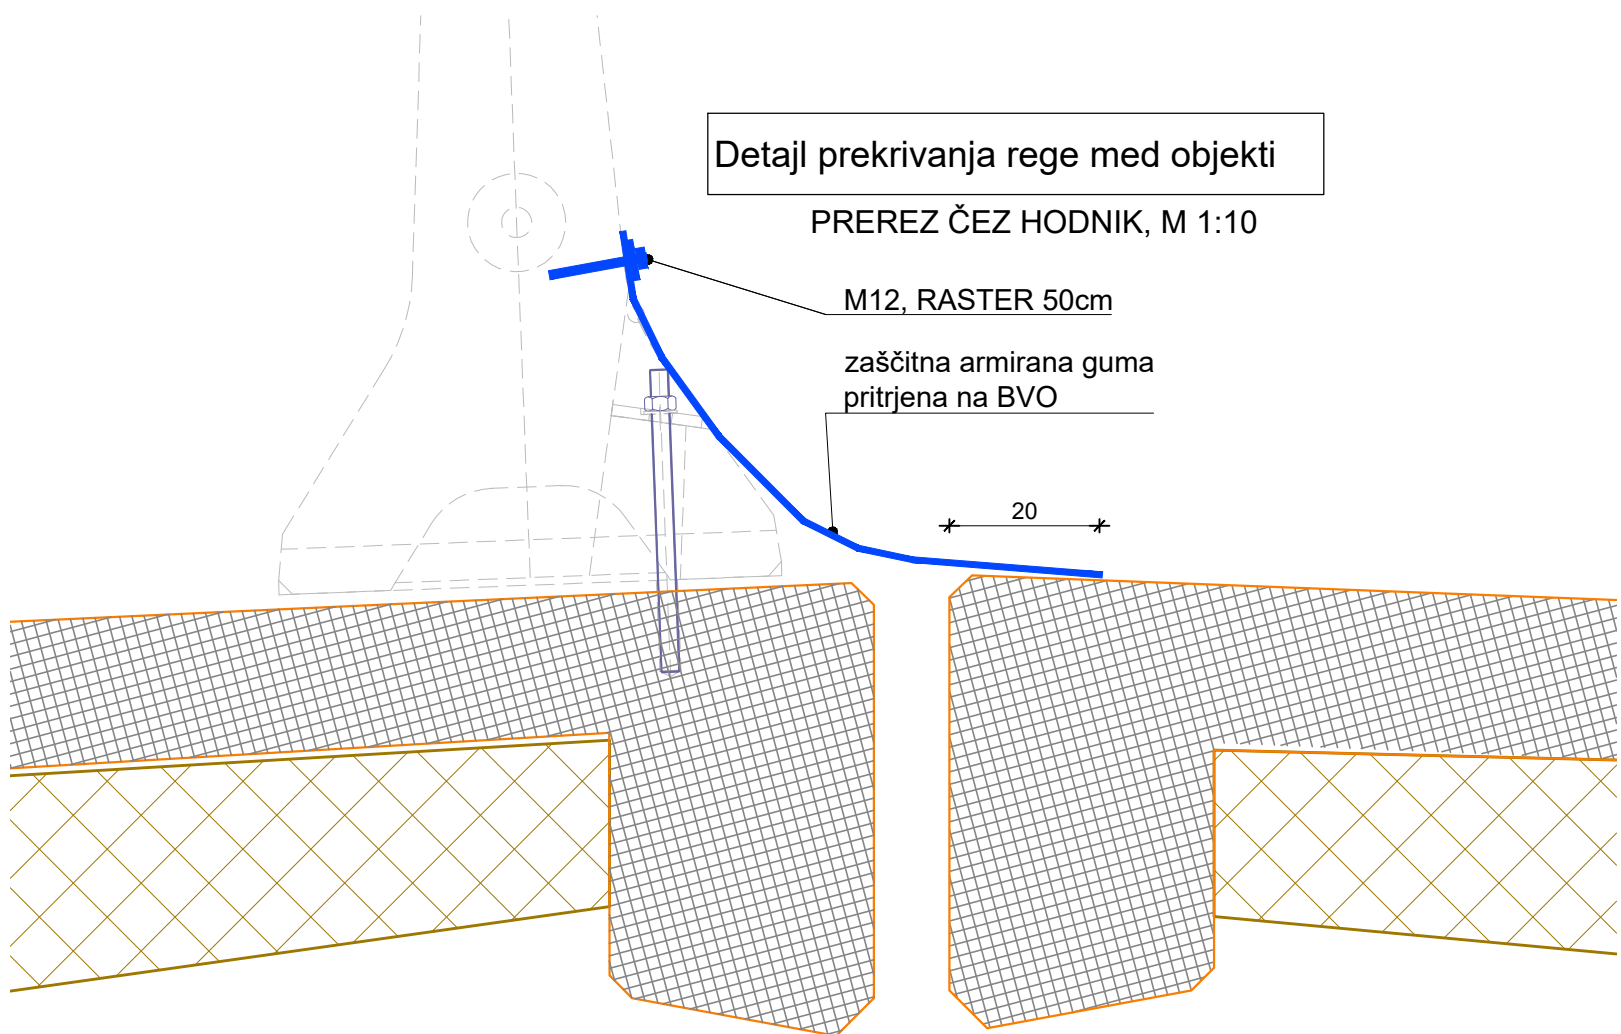 Detajl prekrivanja rege med objekti
PREREZ ČEZ HODNIK, M 1:10
M12, RASTER 50cm
zaščitna armirana guma
pritrjena na BVO
20